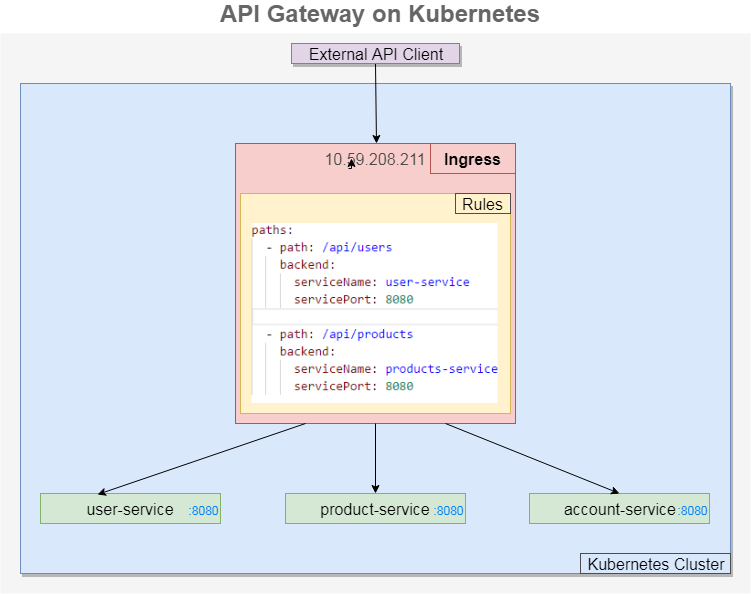 API Gateway on Kubernetes
External API Client
10.59.208.211
Ingress
Rules
paths:
- path: /api/users
backend:
serviceName: user-service
servicePort: 8080
- path: /api/products
backend:
serviceName: products-service
servicePort: 8080
user-service :8080
product-service :8080
account-service :8080
Kubernetes Cluster